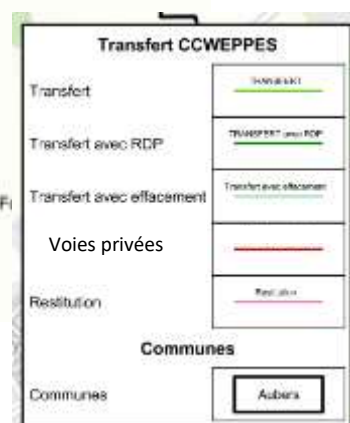 Transfert CCWEPPES
Transfert
TRANSFERT
Transfert avec RDP
TRANSFERT avec RDP
Transfert avec effacement
Transfert avec effacement
Voies privées
Restitution
Restitution
Communes
Communes
Aubers